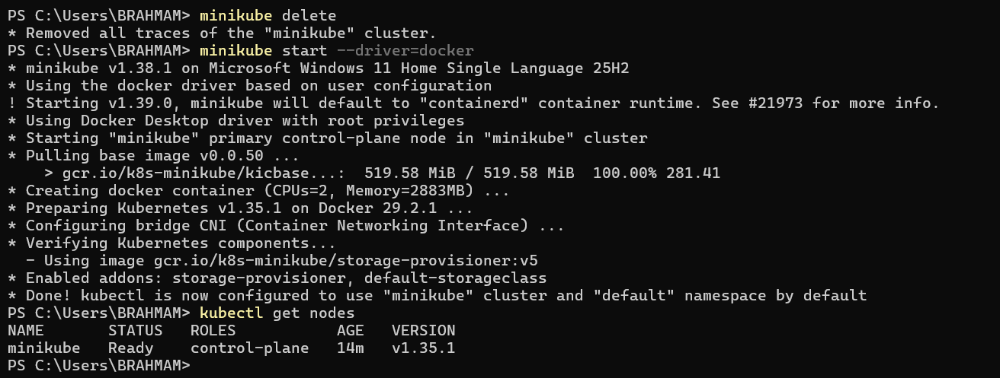 PS C:\Users\BRAHMAM> minikube delete
* Removed all traces of the "minikube" cluster.
PS C:\Users\BRAHMAM> minikube start --driver=docker
* minikube v1.38.1 on Microsoft Windows 11 Home Single Language 25H2
* Using the docker driver based on user configuration
! Starting v1.39.0, minikube will default to "containerd" container runtime. See #21973 for more info.
* Using Docker Desktop driver with root privileges
* Starting "minikube" primary control-plane node in "minikube" cluster
* Pulling base image v0.0.50 ...
    > gcr.io/k8s-minikube/kicbase...:  519.58 MiB / 519.58 MiB  100.00% 281.41
* Creating docker container (CPUs=2, Memory=2883MB) ...
* Preparing Kubernetes v1.35.1 on Docker 29.2.1 ...
* Configuring bridge CNI (Container Networking Interface) ...
* Verifying Kubernetes components...
  - Using image gcr.io/k8s-minikube/storage-provisioner:v5
* Enabled addons: storage-provisioner, default-storageclass
* Done! kubectl is now configured to use "minikube" cluster and "default" namespace by default
PS C:\Users\BRAHMAM> kubectl get nodes
NAME       STATUS   ROLES           AGE   VERSION
minikube   Ready    control-plane   14m   v1.35.1
PS C:\Users\BRAHMAM>